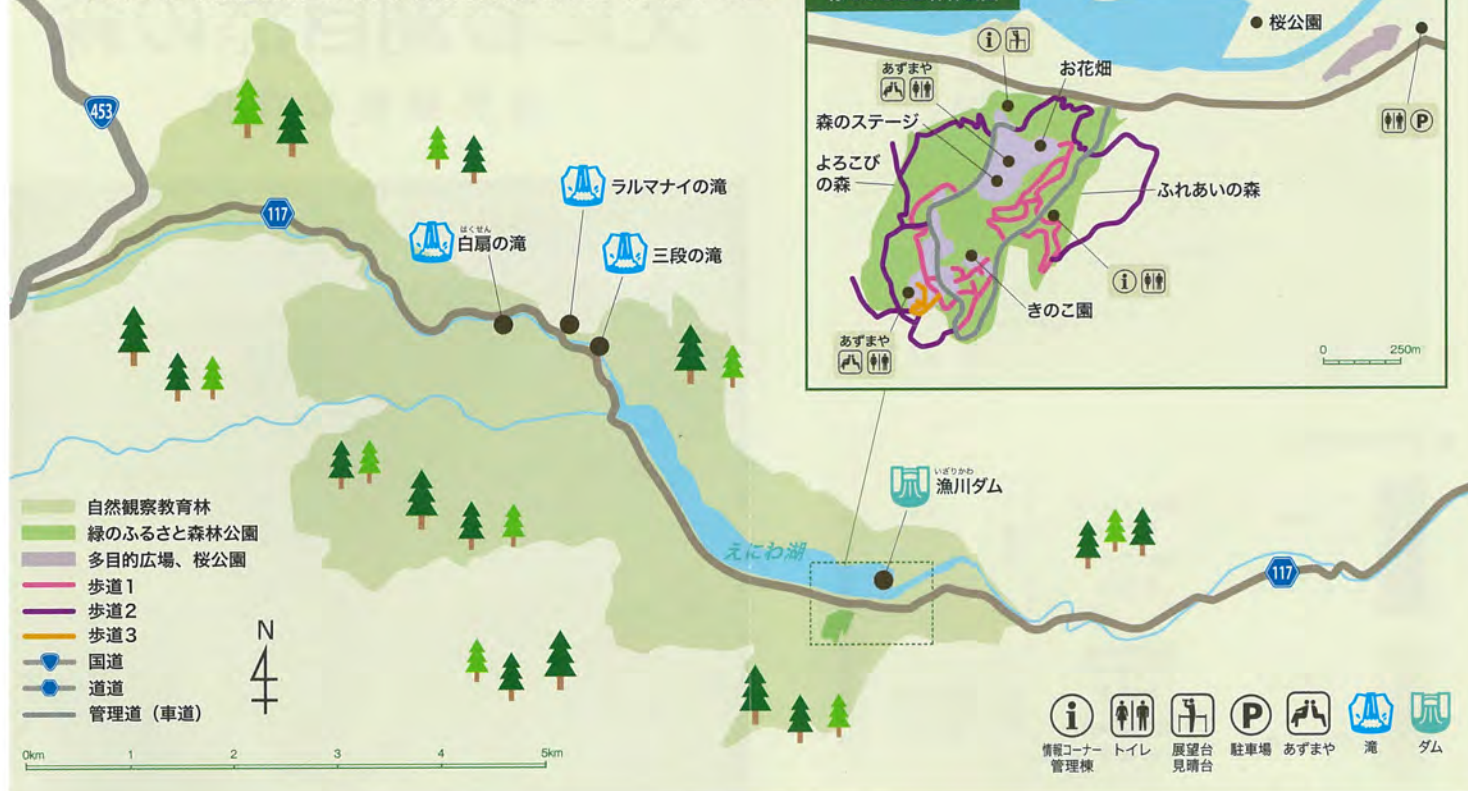 453
117
ラルマナイの滝
はくせん
白扇の滝
三段の滝
桜公園
あずまや
お花畑
森のステージ
よろこび
の森
ふれあいの森
きのこ園
あずまや
0 250m
いざりかわ
漁川ダム
えにわ湖
117
自然観察教育林
緑のふるさと森林公園
多目的広場、桜公園
歩道1
歩道2
歩道3
国道
道道
管理道（車道）
N
0km 1 2 3 4 5km
情報コーナー
管理棟
トイレ
展望台
見晴台
駐車場
あずまや
滝
ダム